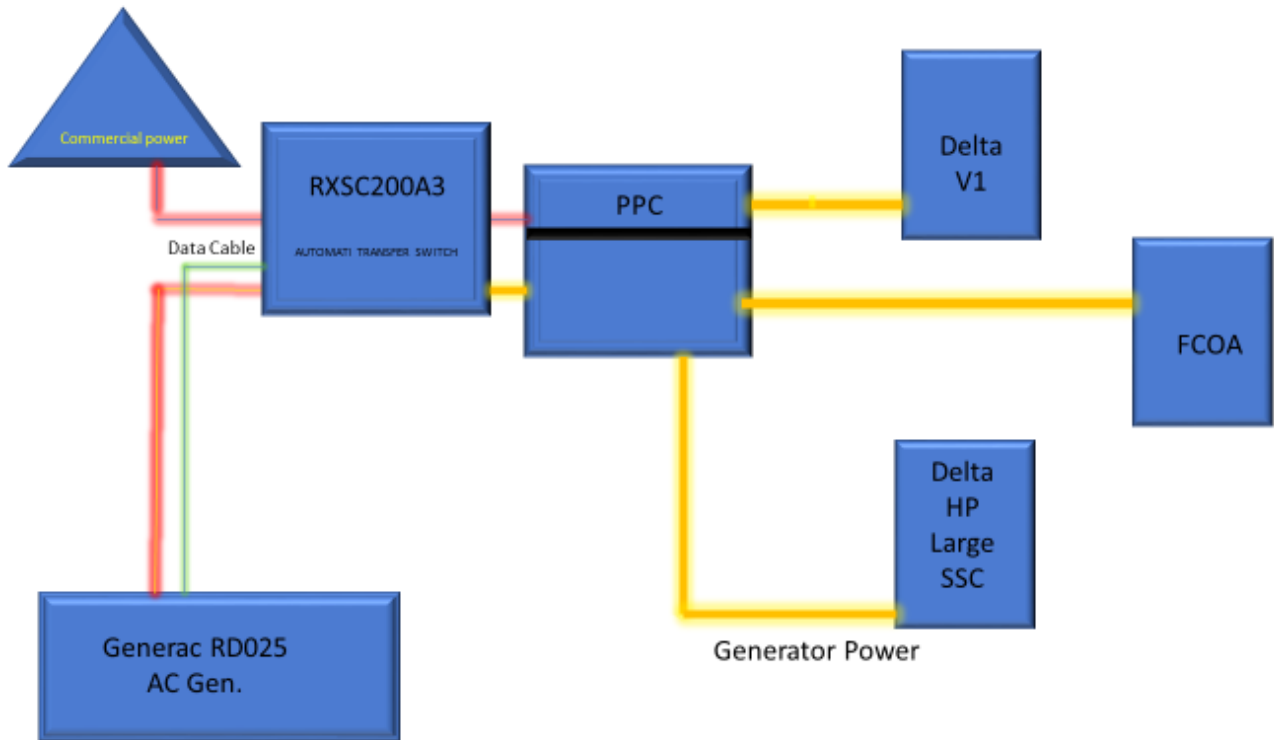 Commercial power
RXSC200A3
AUTOMATI TRANSFER SWITCH
Data Cable
PPC
Delta
V1
FCOA
Delta
HP
Large
SSC
Generator Power
Generac RD025
AC Gen.